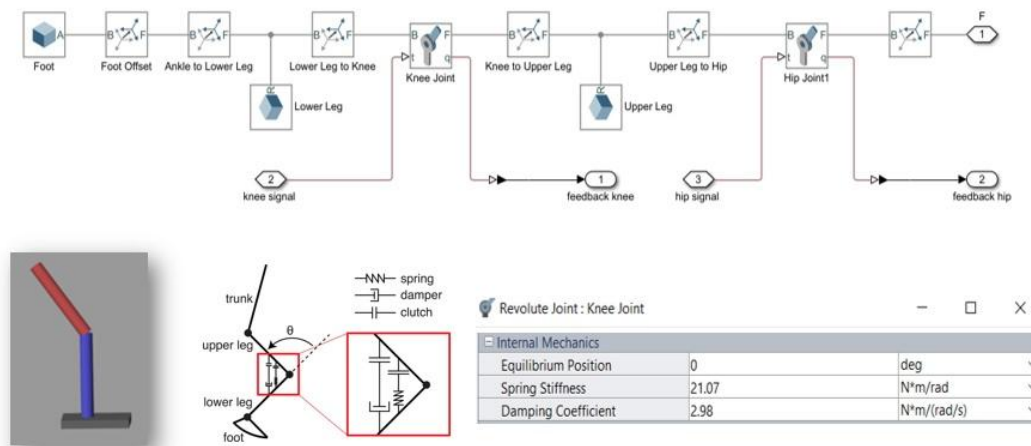 F
A
B F
B F
B F
B F
B F
B F
B F
B F
1
t q
t q
Foot
Foot Offset
Ankle to Lower Leg
Lower Leg to Knee
Knee Joint
Knee to Upper Leg
Upper Leg to Hip
Hip Joint1
R
R
Lower Leg
Upper Leg
2
knee signal
1
feedback knee
3
hip signal
2
feedback hip
spring
damper
clutch
trunk
θ
upper leg
lower leg
foot
Revolute Joint : Knee Joint
Internal Mechanics
Equilibrium Position 0 deg
Spring Stiffness 21.07 N*m/rad
Damping Coefficient 2.98 N*m/(rad/s)